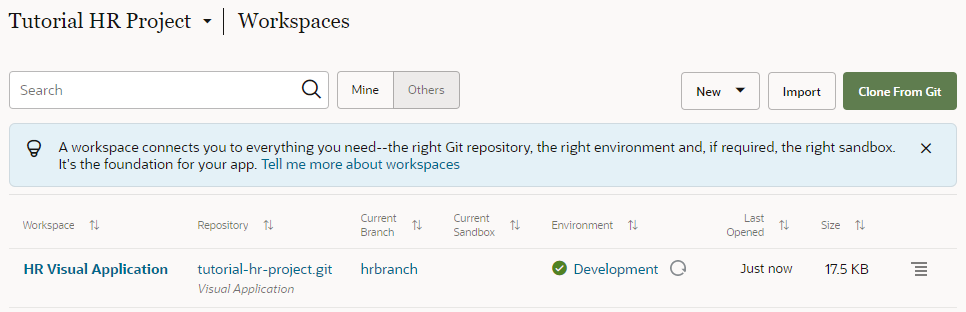 Tutorial HR Project Workspaces
Search Mine Others New Import Clone From Git
A workspace connects you to everything you need--the right Git repository, the right environment and, if required, the right sandbox.
It's the foundation for your app. Tell me more about workspaces
Workspace Repository Current Branch Current Sandbox Environment Last Opened Size
HR Visual Application tutorial-hr-project.git hrbranch Development Just now 17.5 KB
Visual Application